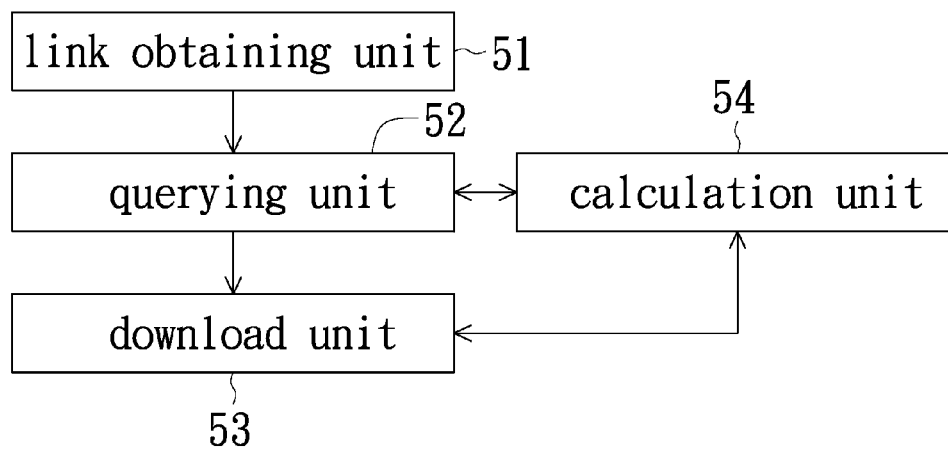 link obtaining unit
51
52
54
querying unit
calculation unit
download unit
53